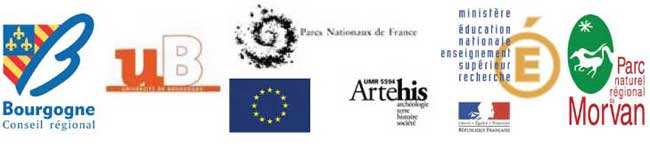 Bourgogne
Conseil régional
uB
UNIVERSITÉ DE BOURGOGNE
Parcs Nationaux de France
UMR 5594
Artehis
archéologie
terre
histoire
société
ministère
éducation
nationale
enseignement
supérieur
recherche
É
Liberté • Égalité • Fraternité
RÉPUBLIQUE FRANÇAISE
Parc
naturel
régional
du
Morvan